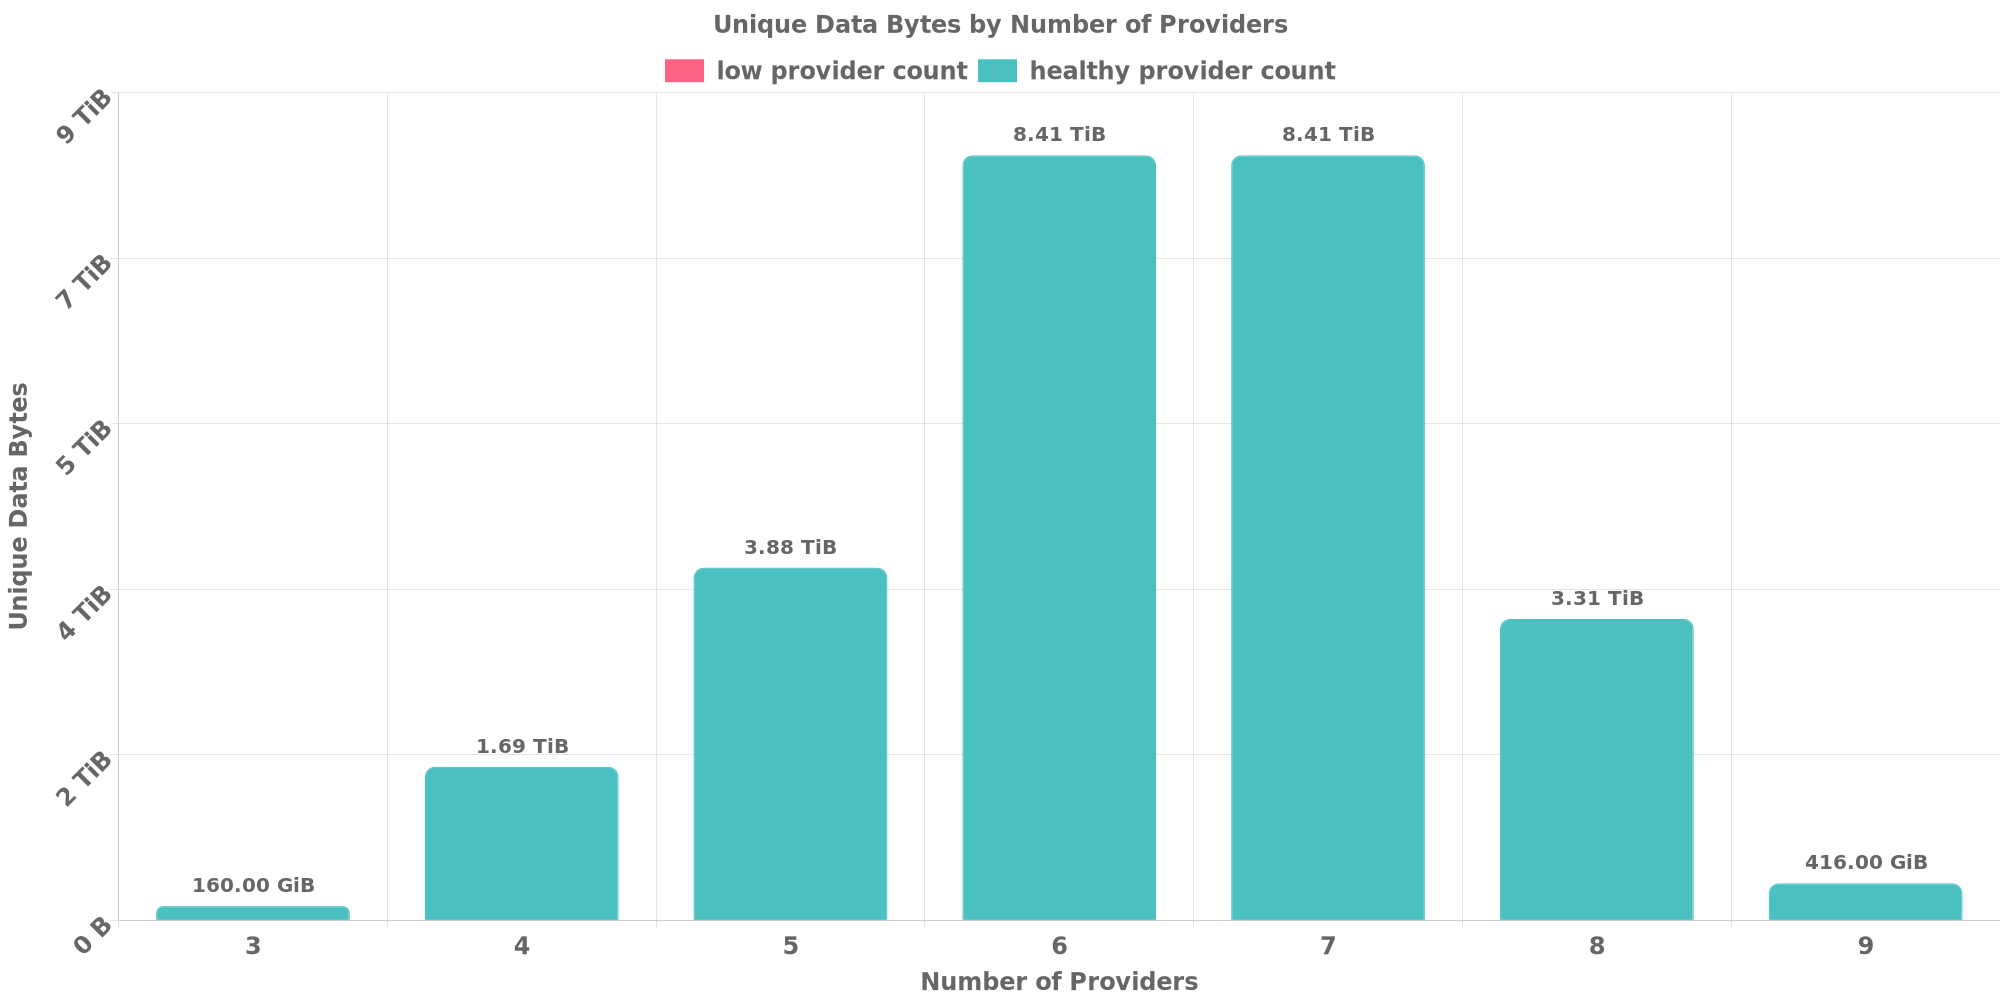 Unique Data Bytes by Number of Providers
low provider count healthy provider count
9 TiB
7 TiB
5 TiB
4 TiB
2 TiB
0 B
Unique Data Bytes
160.00 GiB
1.69 TiB
3.88 TiB
8.41 TiB
8.41 TiB
3.31 TiB
416.00 GiB
3 4 5 6 7 8 9
Number of Providers